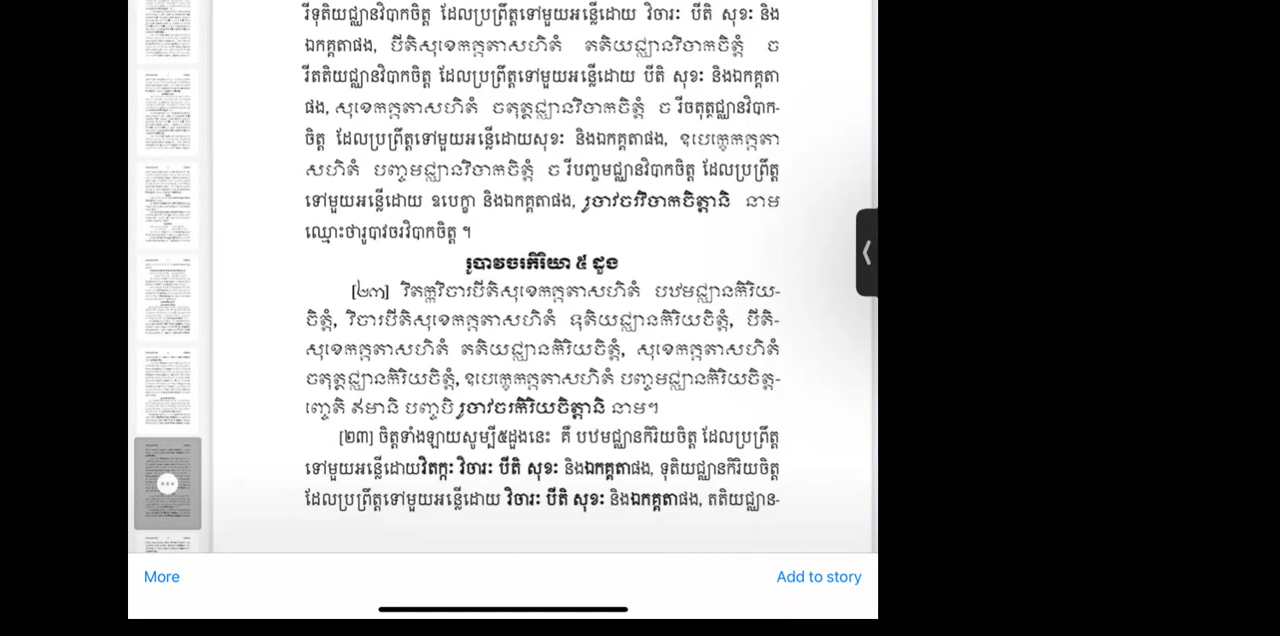 រីទុតិយជ្ឈានវិបាកចិត្ត ដែលប្រព្រឹត្តទៅមួយអន្លើដោយ វិចារៈ បីតិ សុខៈ និង
ឯកគ្គតាផង, បីតិសុខេកគ្គតាសហិតំ តតិយជ្ឈានវិបាកចិត្តំ ច
រីតតិយជ្ឈានវិបាកចិត្ត ដែលប្រព្រឹត្តទៅមួយអន្លើដោយ បីតិ សុខៈ និងឯកគ្គតា
ផង, សុខេកគ្គតាសហិតំ ចតុត្ថជ្ឈានវិបាកចិត្តំ ច រីចតុត្ថជ្ឈានវិបាក-
ចិត្ត ដែលប្រព្រឹត្តទៅមួយអន្លើដោយសុខៈ និងឯកគ្គតាផង, ឧបេក្ខេកគ្គតា
សហិតំ បញ្ចមជ្ឈានវិបាកចិត្តំ ច រីបញ្ចមជ្ឈានវិបាកចិត្ត ដែលប្រព្រឹត្ត
ទៅមួយអន្លើដោយ ឧបេក្ខា និងឯកគ្គតាផង, រូបាវចរវិបាកចិត្តានិ នាម
ឈ្មោះថារូបាវចរវិបាកចិត្ត ។
រូបាវចរកិរិយា ៥ ដួង
[២៣] វិតក្កវិចារបីតិសុខេកគ្គតាសហិតំ បឋមជ្ឈានកិរិយ-
ចិត្តំ, វិចារបីតិសុខេកគ្គតាសហិតំ ទុតិយជ្ឈានកិរិយចិត្តំ, បីតិ-
សុខេកគ្គតាសហិតំ តតិយជ្ឈានកិរិយចិត្តំ, សុខេកគ្គតាសហិតំ
ចតុត្ថជ្ឈានកិរិយចិត្តំ, ឧបេក្ខេកគ្គតាសហិតំ បញ្ចមជ្ឈានកិរិយចិត្តំ-
ចេតិ ឥមានិ បញ្ចបិ រូបាវចរកិរិយចិត្តានិ នាម។
[២៣] ចិត្តទាំងឡាយសូម្បី៥ដួងនេះ គឺ បឋមជ្ឈានកិរិយចិត្ត ដែលប្រព្រឹត្ត
ទៅមួយអន្លើដោយវិតក្កៈ វិចារៈ បីតិ សុខៈ និងឯកគ្គតាផង, ទុតិយជ្ឈានកិរិយចិត្ត
ដែលប្រព្រឹត្តទៅមួយអន្លើដោយ វិចារៈ បីតិ សុខៈ និងឯកគ្គតាផង, តតិយជ្ឈាន-
More
Add to story